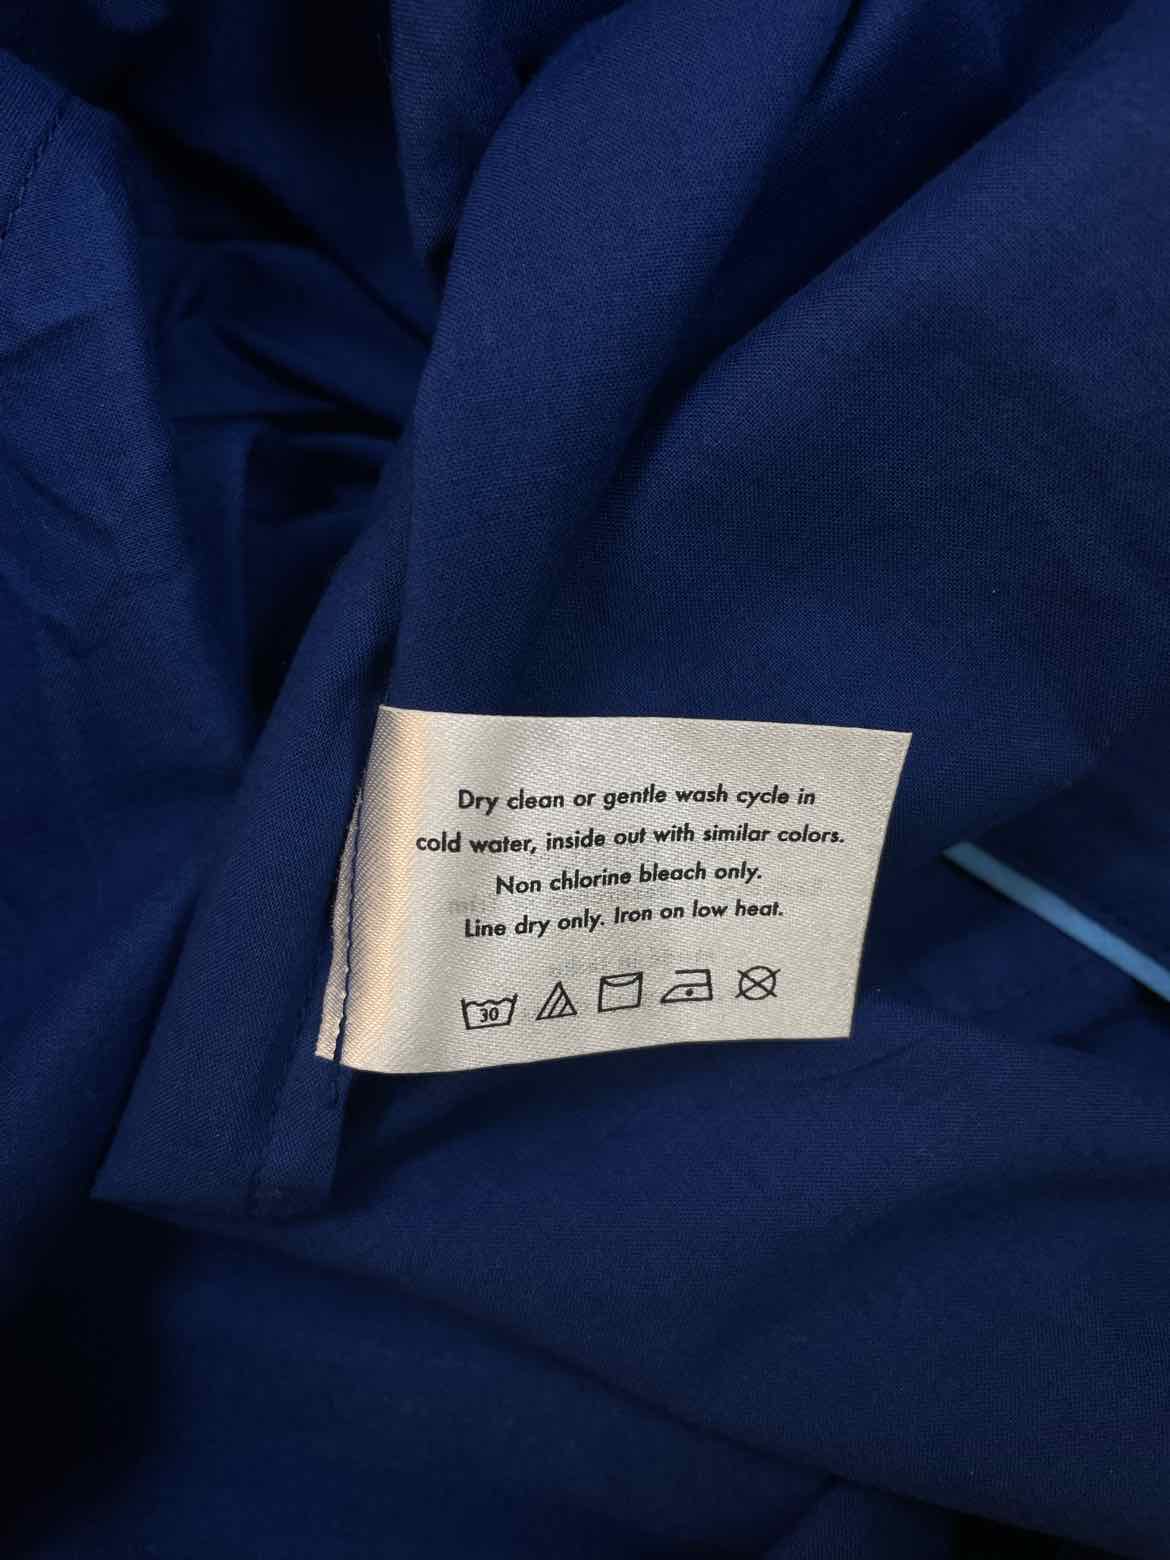 Dry clean or gentle wash cycle in
cold water, inside out with similar colors.
Non chlorine bleach only.
Line dry only. Iron on low heat.
30